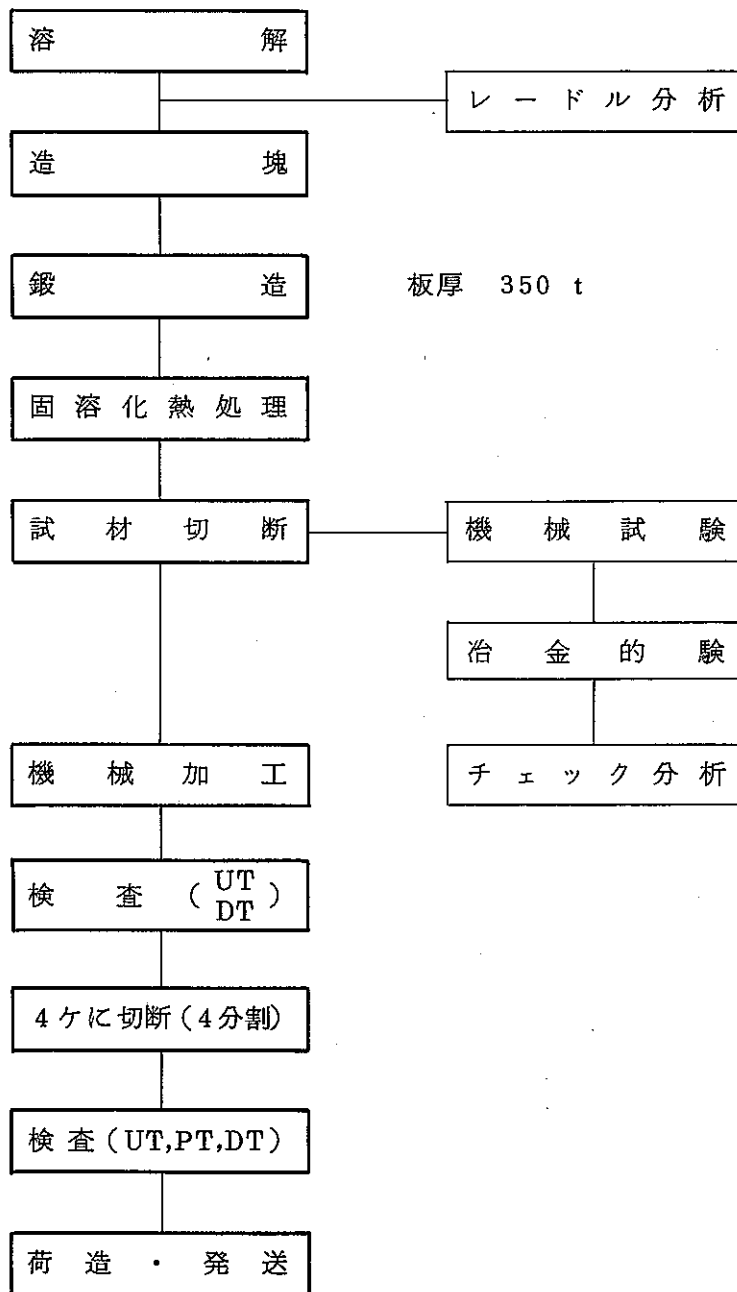 溶解
レードル分析
造塊
鍛造
板厚 350 t
固溶化熱処理
試材切断
機械試験
冶金的験
機械加工
チェック分析
検査(UT DT)
4ケに切断(4分割)
検査(UT,PT,DT)
荷造・発送